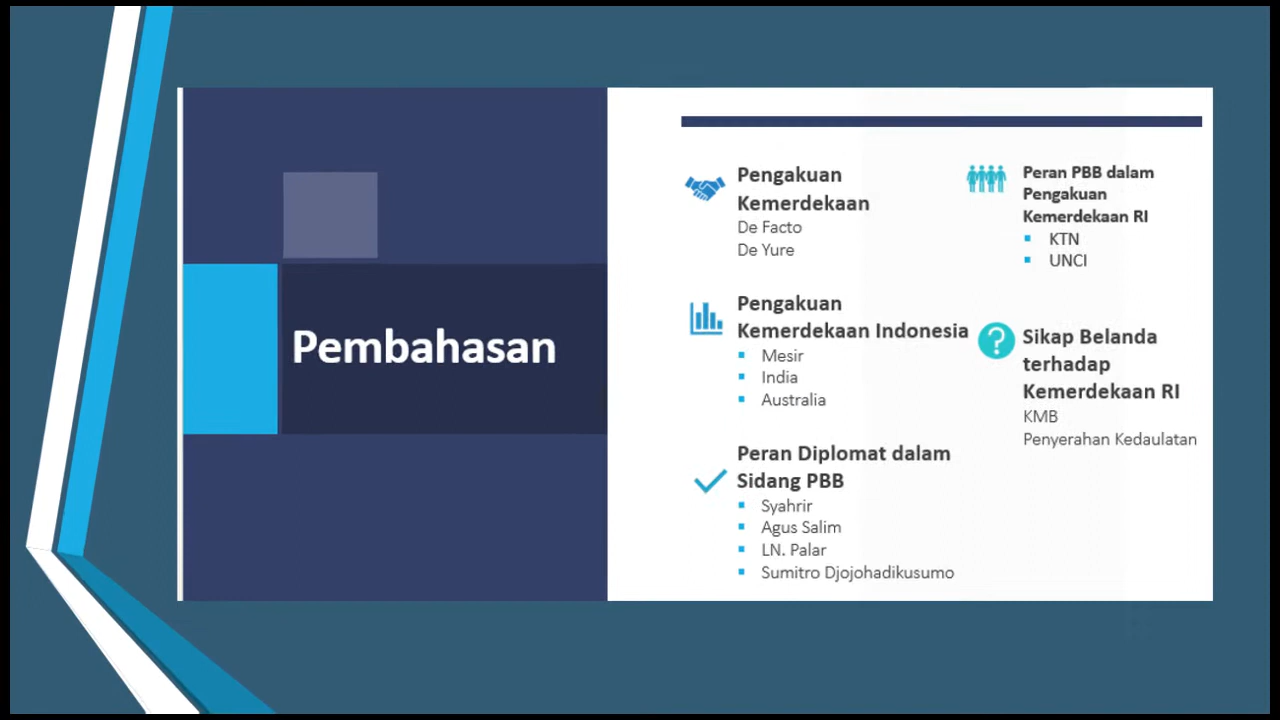 Pembahasan
Pengakuan
Kemerdekaan
De Facto
De Yure
Pengakuan
Kemerdekaan Indonesia
Mesir
India
Australia
Peran Diplomat dalam
Sidang PBB
Syahrir
Agus Salim
LN. Palar
Sumitro Djojohadikusumo
Peran PBB dalam
Pengakuan
Kemerdekaan RI
KTN
UNCI
?
Sikap Belanda
terhadap
Kemerdekaan RI
KMB
Penyerahan Kedaulatan